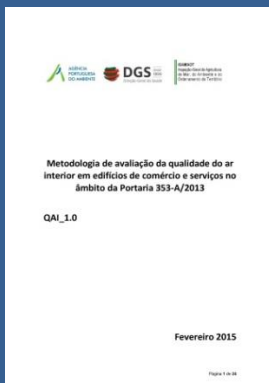 AGÊNCIA
PORTUGUESA
DO AMBIENTE
DGS
IGAMAOT
Metodologia de avaliação da qualidade do ar
interior em edifícios de comércio e serviços no
âmbito da Portaria 353-A/2013
QAI_1.0
Fevereiro 2015